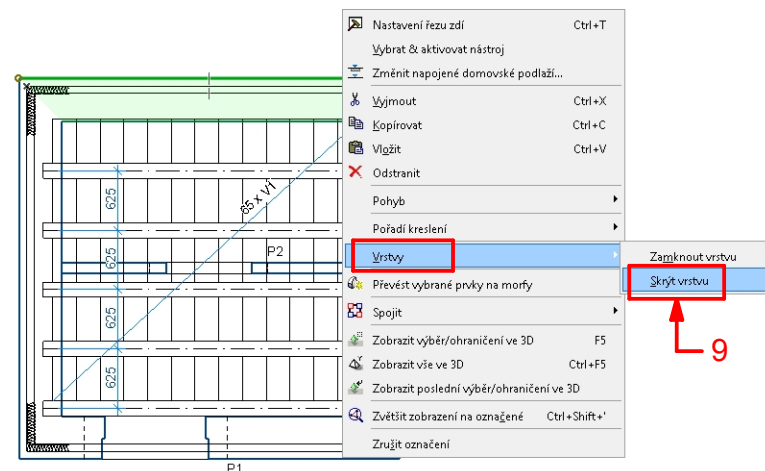 Nastavení řezu zdí Ctrl+T
Vybrat & aktivovat nástroj
Změnit napojené domovské podlaží...
Vyjmout Ctrl+X
Kopírovat Ctrl+C
Vložit Ctrl+V
Odstranit
Pohyb
Pořadí kreslení
Vrstvy
Zamknout vrstvu
Skrýt vrstvu
Převést vybrané prvky na morfy
Spojit
Zobrazit výběr/ohraničení ve 3D F5
Zobrazit vše ve 3D Ctrl+F5
Zobrazit poslední výběr/ohraničení ve 3D
Zvětšit zobrazení na označené Ctrl+Shift+'
Zrušit označení
9
625
65 x V1
625
P2
625
625
P1